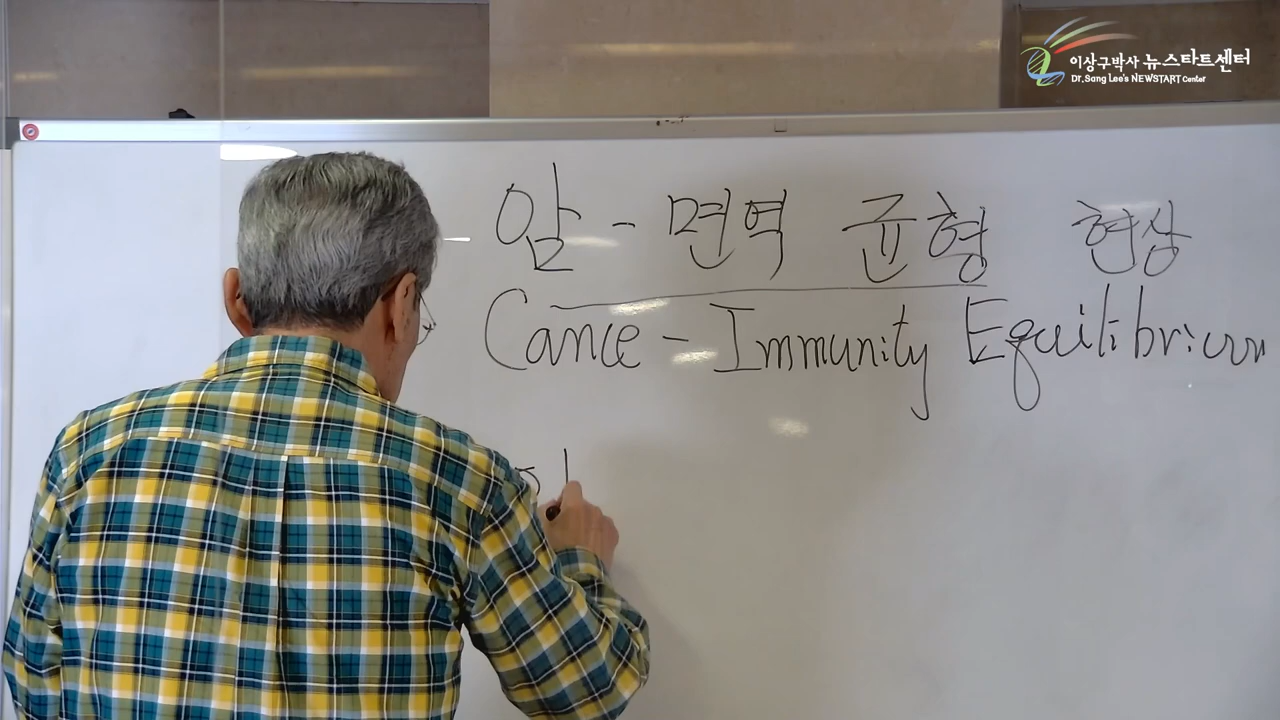 이상구박사 뉴스타트센터
Dr. Sang Lee's NEWSTART Center
암 - 면역 균형 현상
Cance - Immunity Equilibrium